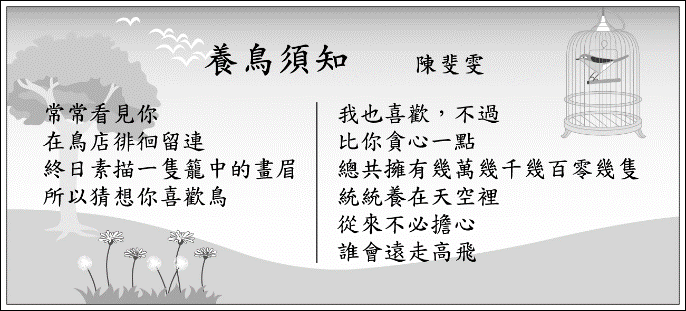 養鳥須知
陳斐雯
常常看見你
在鳥店徘徊留連
終日素描一隻籠中的畫眉
所以猜想你喜歡鳥
我也喜歡，不過
比你貪心一點
總共擁有幾萬幾千幾百零幾隻
統統養在天空裡
從來不必擔心
誰會遠走高飛